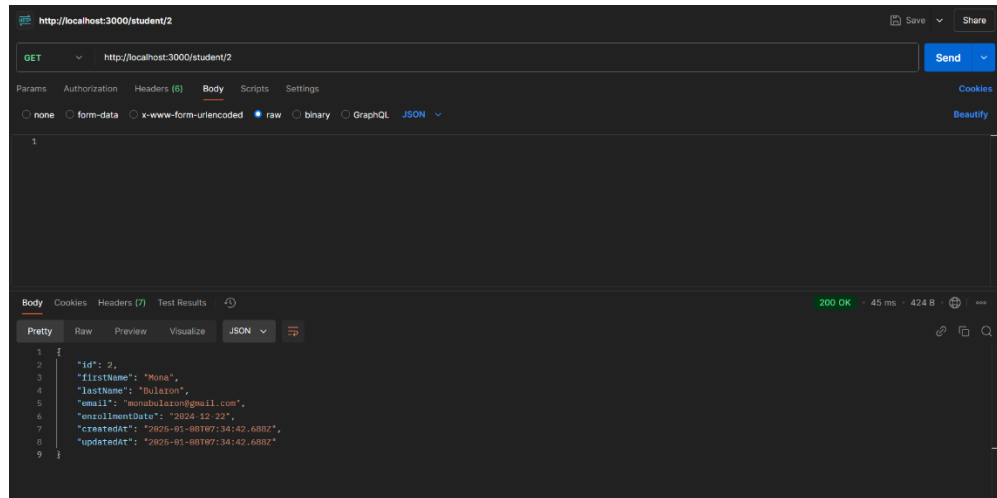 HTTP http://localhost:3000/student/2 Save Share
GET http://localhost:3000/student/2 Send
Params Authorization Headers (6) Body Scripts Settings Cookies
none form-data x-www-form-urlencoded raw binary GraphQL JSON Beautify
1
Body Cookies Headers (7) Test Results 200 OK 45 ms 424 B
Pretty Raw Preview Visualize JSON
1 {
2 "id": 2,
3 "firstName": "Mona",
4 "lastName": "Bularon",
5 "email": "monabularon@gmail.com",
6 "enrollmentDate": "2024-12-22",
7 "createdAt": "2025-01-08T07:34:42.688Z",
8 "updatedAt": "2025-01-08T07:34:42.688Z"
9 }